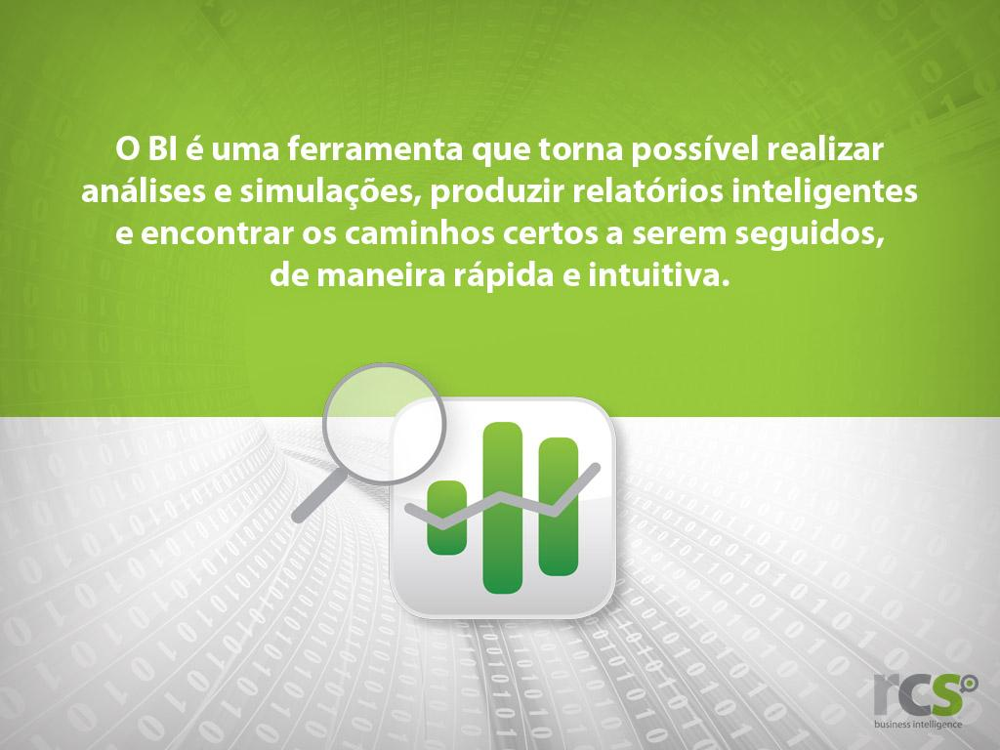 O BI é uma ferramenta que torna possível realizar
análises e simulações, produzir relatórios inteligentes
e encontrar os caminhos certos a serem seguidos,
de maneira rápida e intuitiva.
rcs
business intelligence